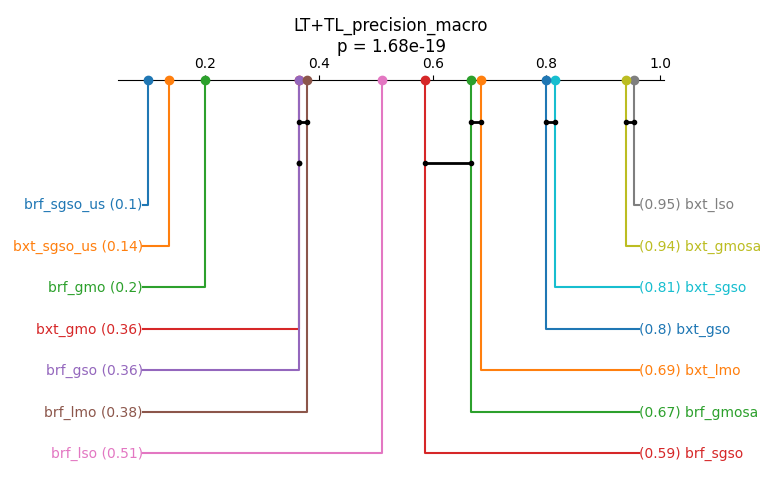 LT+TL_precision_macro
p = 1.68e-19
0.2 0.4 0.6 0.8 1.0
brf_sgso_us (0.1) (0.95) bxt_lso
bxt_sgso_us (0.14) (0.94) bxt_gmosa
brf_gmo (0.2) (0.81) bxt_sgso
bxt_gmo (0.36) (0.8) bxt_gso
brf_gso (0.36) (0.69) bxt_lmo
brf_lmo (0.38) (0.67) brf_gmosa
brf_lso (0.51) (0.59) brf_sgso